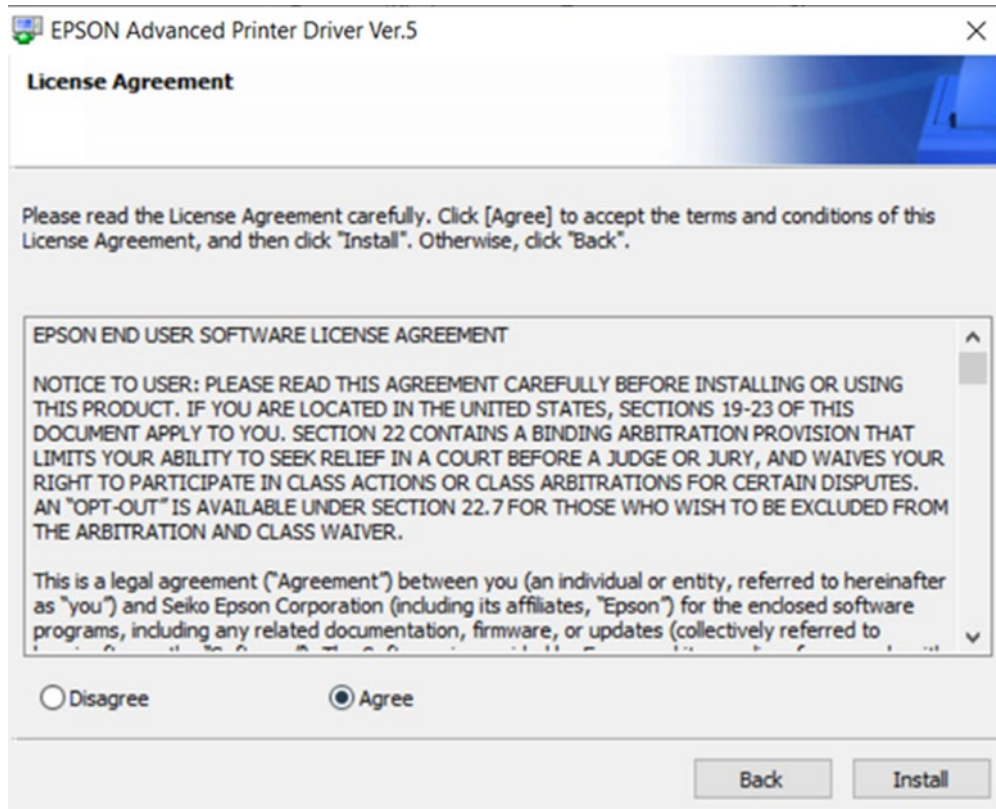 EPSON Advanced Printer Driver Ver.5
License Agreement
Please read the License Agreement carefully. Click [Agree] to accept the terms and conditions of this
License Agreement, and then click "Install". Otherwise, click "Back".
EPSON END USER SOFTWARE LICENSE AGREEMENT
NOTICE TO USER: PLEASE READ THIS AGREEMENT CAREFULLY BEFORE INSTALLING OR USING
THIS PRODUCT. IF YOU ARE LOCATED IN THE UNITED STATES, SECTIONS 19-23 OF THIS
DOCUMENT APPLY TO YOU. SECTION 22 CONTAINS A BINDING ARBITRATION PROVISION THAT
LIMITS YOUR ABILITY TO SEEK RELIEF IN A COURT BEFORE A JUDGE OR JURY, AND WAIVES YOUR
RIGHT TO PARTICIPATE IN CLASS ACTIONS OR CLASS ARBITRATIONS FOR CERTAIN DISPUTES.
AN “OPT-OUT” IS AVAILABLE UNDER SECTION 22.7 FOR THOSE WHO WISH TO BE EXCLUDED FROM
THE ARBITRATION AND CLASS WAIVER.
This is a legal agreement (“Agreement”) between you (an individual or entity, referred to hereinafter
as “you”) and Seiko Epson Corporation (including its affiliates, “Epson”) for the enclosed software
programs, including any related documentation, firmware, or updates (collectively referred to
Disagree
Agree
Back
Install